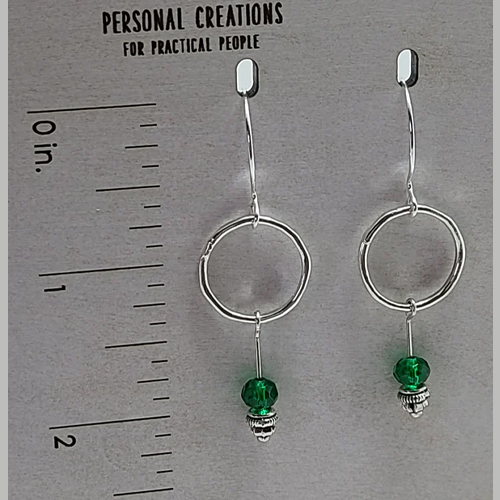 PERSONAL CREATIONS
FOR PRACTICAL PEOPLE
0 in.
1
2